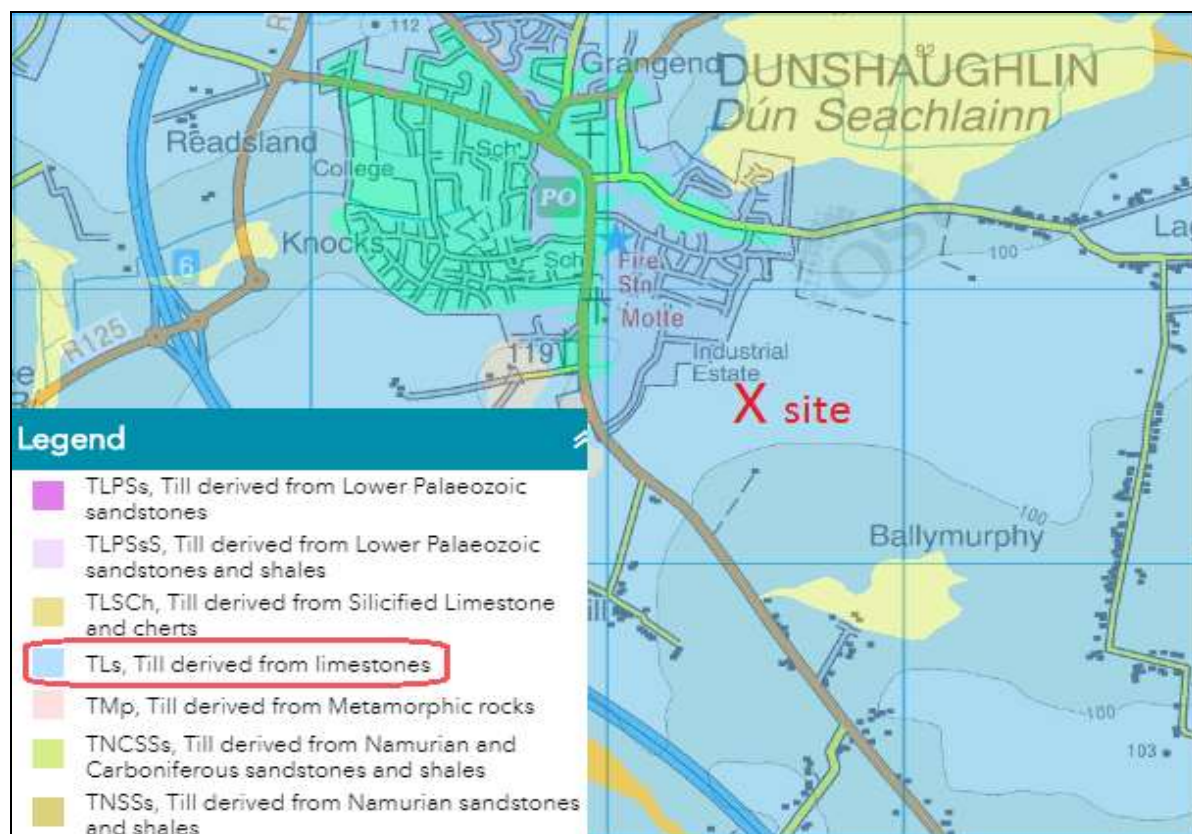 112
Grangend
92
DUNSHAUGHLIN
Dún Seachlainn
Readsland
Sch
College
PO
Knocks
Sch
6
Fire
Stn
Motte
100
OSi
R125
119
Industrial
Estate
X site
Legend
TLPSs, Till derived from Lower Palaeozoic
sandstones
TLPSsS, Till derived from Lower Palaeozoic
sandstones and shales
TLSCh, Till derived from Silicified Limestone
and cherts
TLs, Till derived from limestones
TMp, Till derived from Metamorphic rocks
TNCSSs, Till derived from Namurian and
Carboniferous sandstones and shales
TNSSs, Till derived from Namurian sandstones
and shales
100
Ballymurphy
100
103